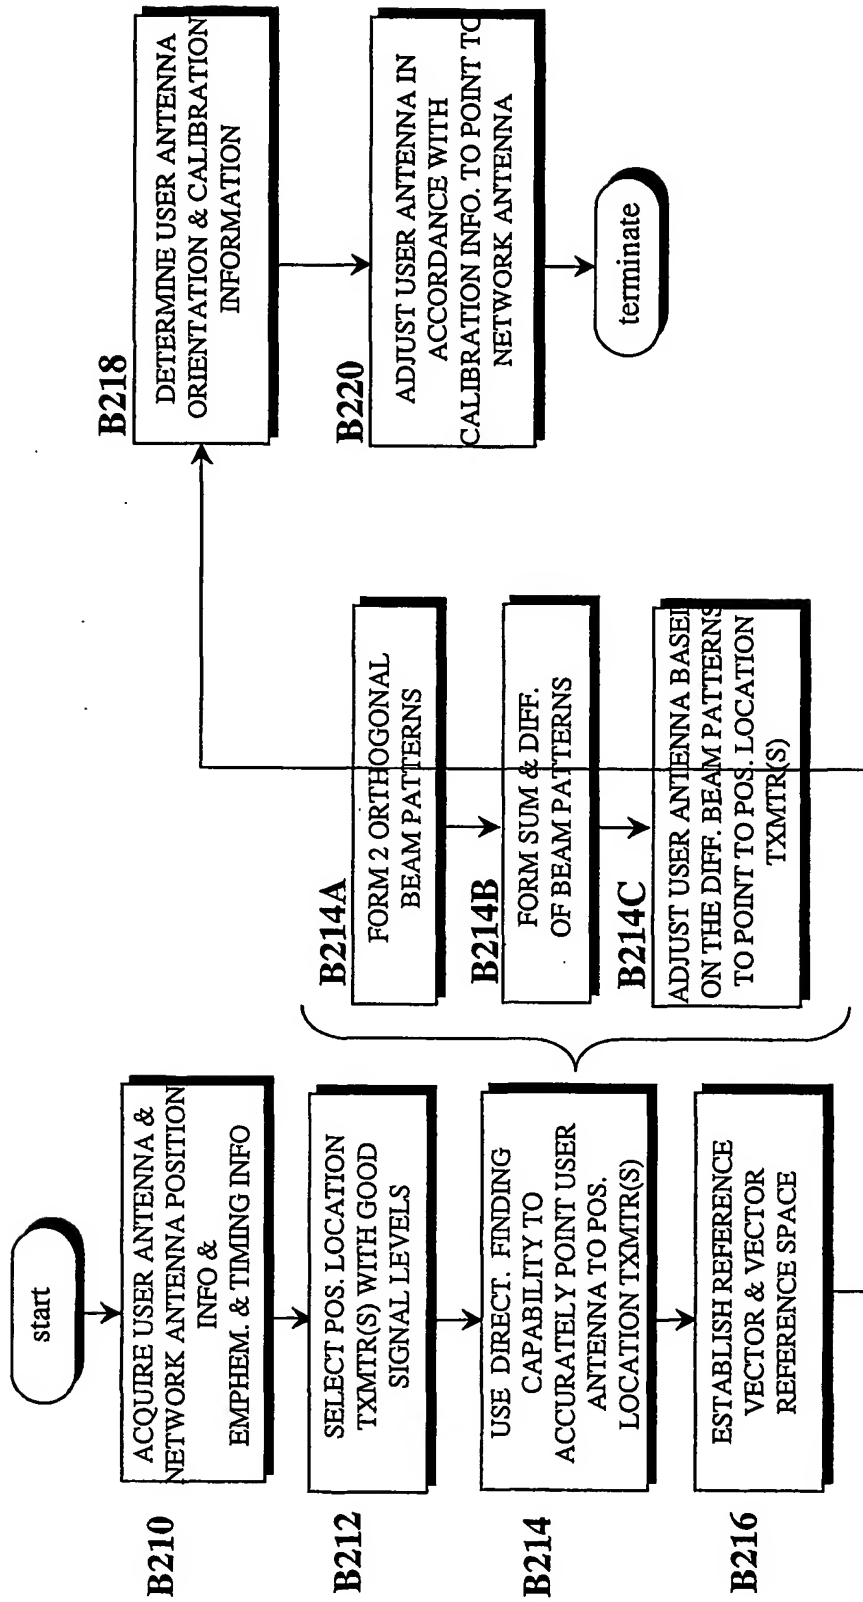 start
B210
ACQUIRE USER ANTENNA &
NETWORK ANTENNA POSITION
INFO &
EMPHEM. & TIMING INFO
B212
SELECT POS. LOCATION
TXMTR(S) WITH GOOD
SIGNAL LEVELS
B214
USE DIRECT. FINDING
CAPABILITY TO
ACCURATELY POINT USER
ANTENNA TO POS.
LOCATION TXMTR(S)
B216
ESTABLISH REFERENCE
VECTOR & VECTOR
REFERENCE SPACE
B214A
FORM 2 ORTHOGONAL
BEAM PATTERNS
B214B
FORM SUM & DIFF.
OF BEAM PATTERNS
B214C
ADJUST USER ANTENNA BASED
ON THE DIFF. BEAM PATTERNS
TO POINT TO POS. LOCATION
TXMTR(S)
B218
DETERMINE USER ANTENNA
ORIENTATION & CALIBRATION
INFORMATION
B220
ADJUST USER ANTENNA IN
ACCORDANCE WITH
CALIBRATION INFO. TO POINT TO
NETWORK ANTENNA
terminate